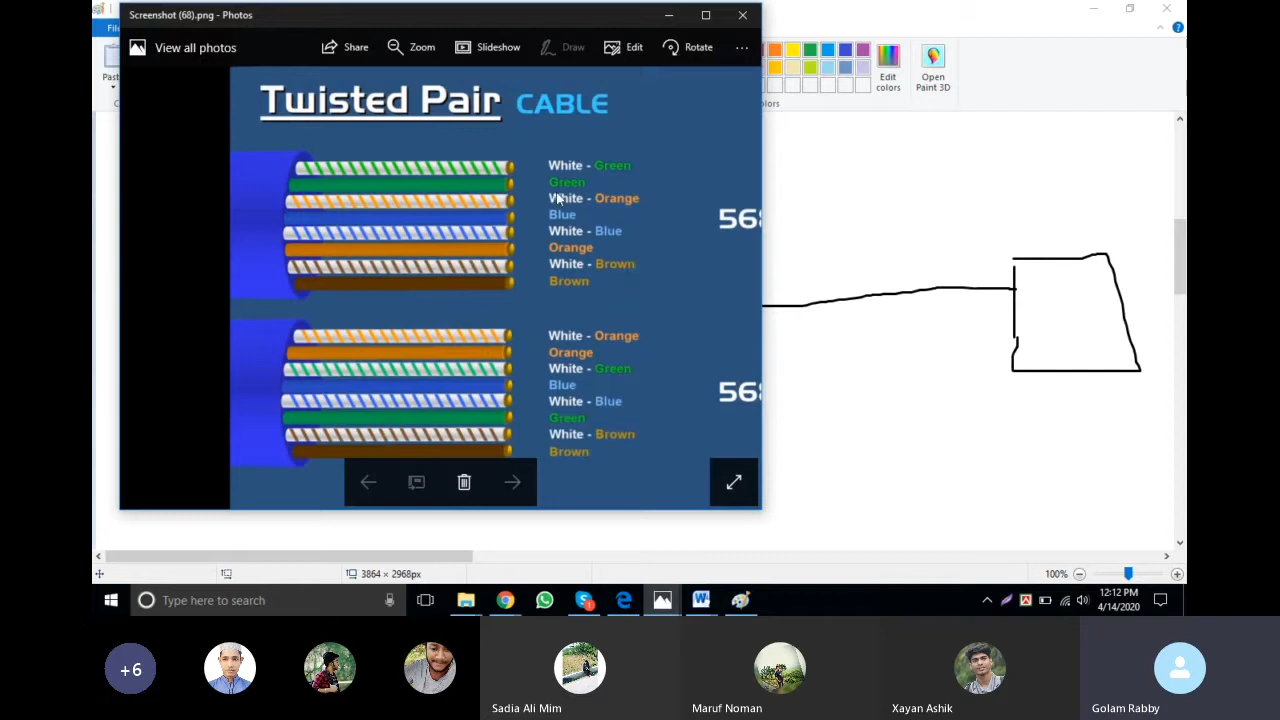 Screenshot (68).png - Photos
View all photos
Share
Zoom
Slideshow
Draw
Edit
Rotate
Edit colors
Open Paint 3D
Twisted Pair CABLE
White - Green
Green
White - Orange
Blue
White - Blue
Orange
White - Brown
Brown
White - Orange
Orange
White - Green
Blue
White - Blue
Green
White - Brown
Brown
3864 × 2968px
100%
Type here to search
12:12 PM
4/14/2020
+6
Sadia Ali Mim
Maruf Noman
Xayan Ashik
Golam Rabby